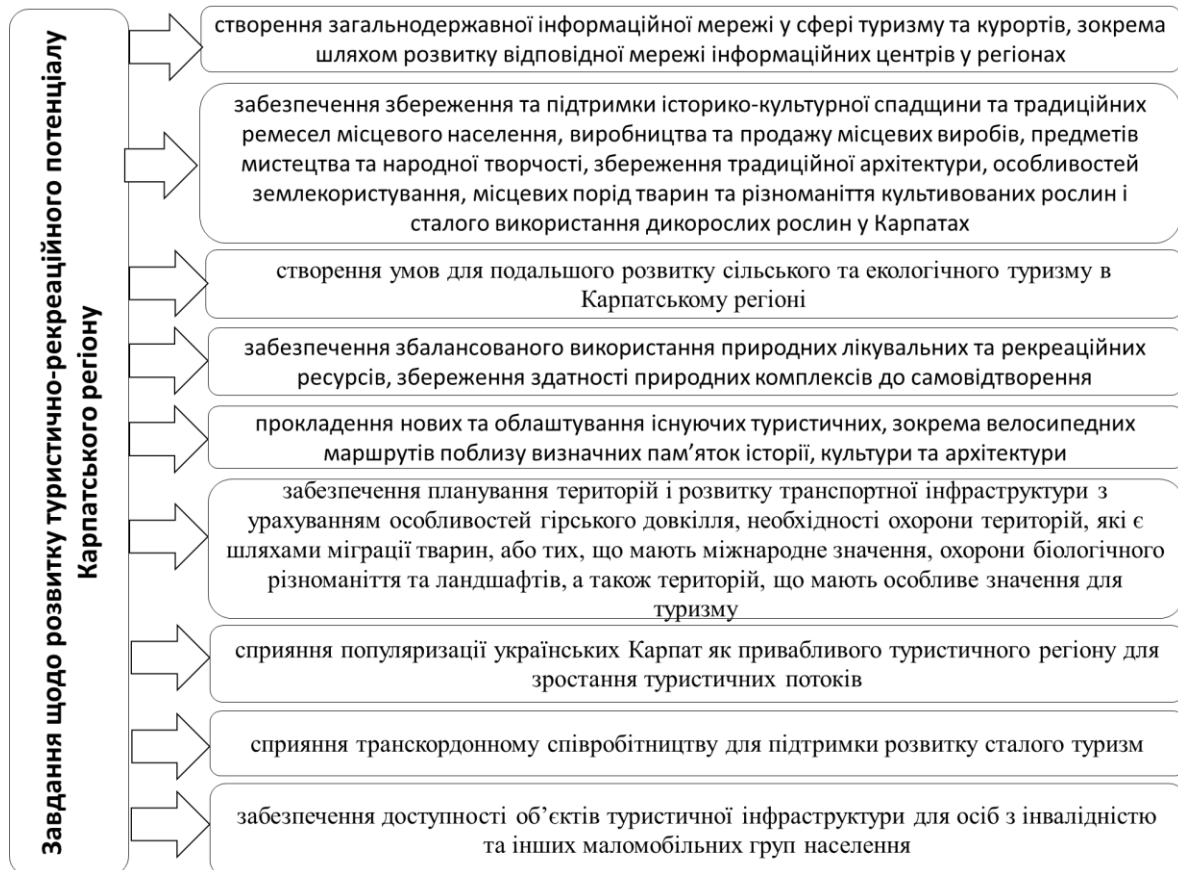 Завдання щодо розвитку туристично-рекреаційного потенціалу
Карпатського регіону
створення загальнодержавної інформаційної мережі у сфері туризму та курортів, зокрема
шляхом розвитку відповідної мережі інформаційних центрів у регіонах
забезпечення збереження та підтримки історико-культурної спадщини та традиційних
ремесел місцевого населення, виробництва та продажу місцевих виробів, предметів
мистецтва та народної творчості, збереження традиційної архітектури, особливостей
землекористування, місцевих порід тварин та різноманіття культивованих рослин і
сталого використання дикорослих рослин у Карпатах
створення умов для подальшого розвитку сільського та екологічного туризму в
Карпатському регіоні
забезпечення збалансованого використання природних лікувальних та рекреаційних
ресурсів, збереження здатності природних комплексів до самовідтворення
прокладення нових та облаштування існуючих туристичних, зокрема велосипедних
маршрутів поблизу визначних пам’яток історії, культури та архітектури
забезпечення планування територій і розвитку транспортної інфраструктури з
урахуванням особливостей гірського довкілля, необхідності охорони територій, які є
шляхами міграції тварин, або тих, що мають міжнародне значення, охорони біологічного
різноманіття та ландшафтів, а також територій, що мають особливе значення для
туризму
сприяння популяризації українських Карпат як привабливого туристичного регіону для
зростання туристичних потоків
сприяння транскордонному співробітництву для підтримки розвитку сталого туризм
забезпечення доступності об’єктів туристичної інфраструктури для осіб з інвалідністю
та інших маломобільних груп населення